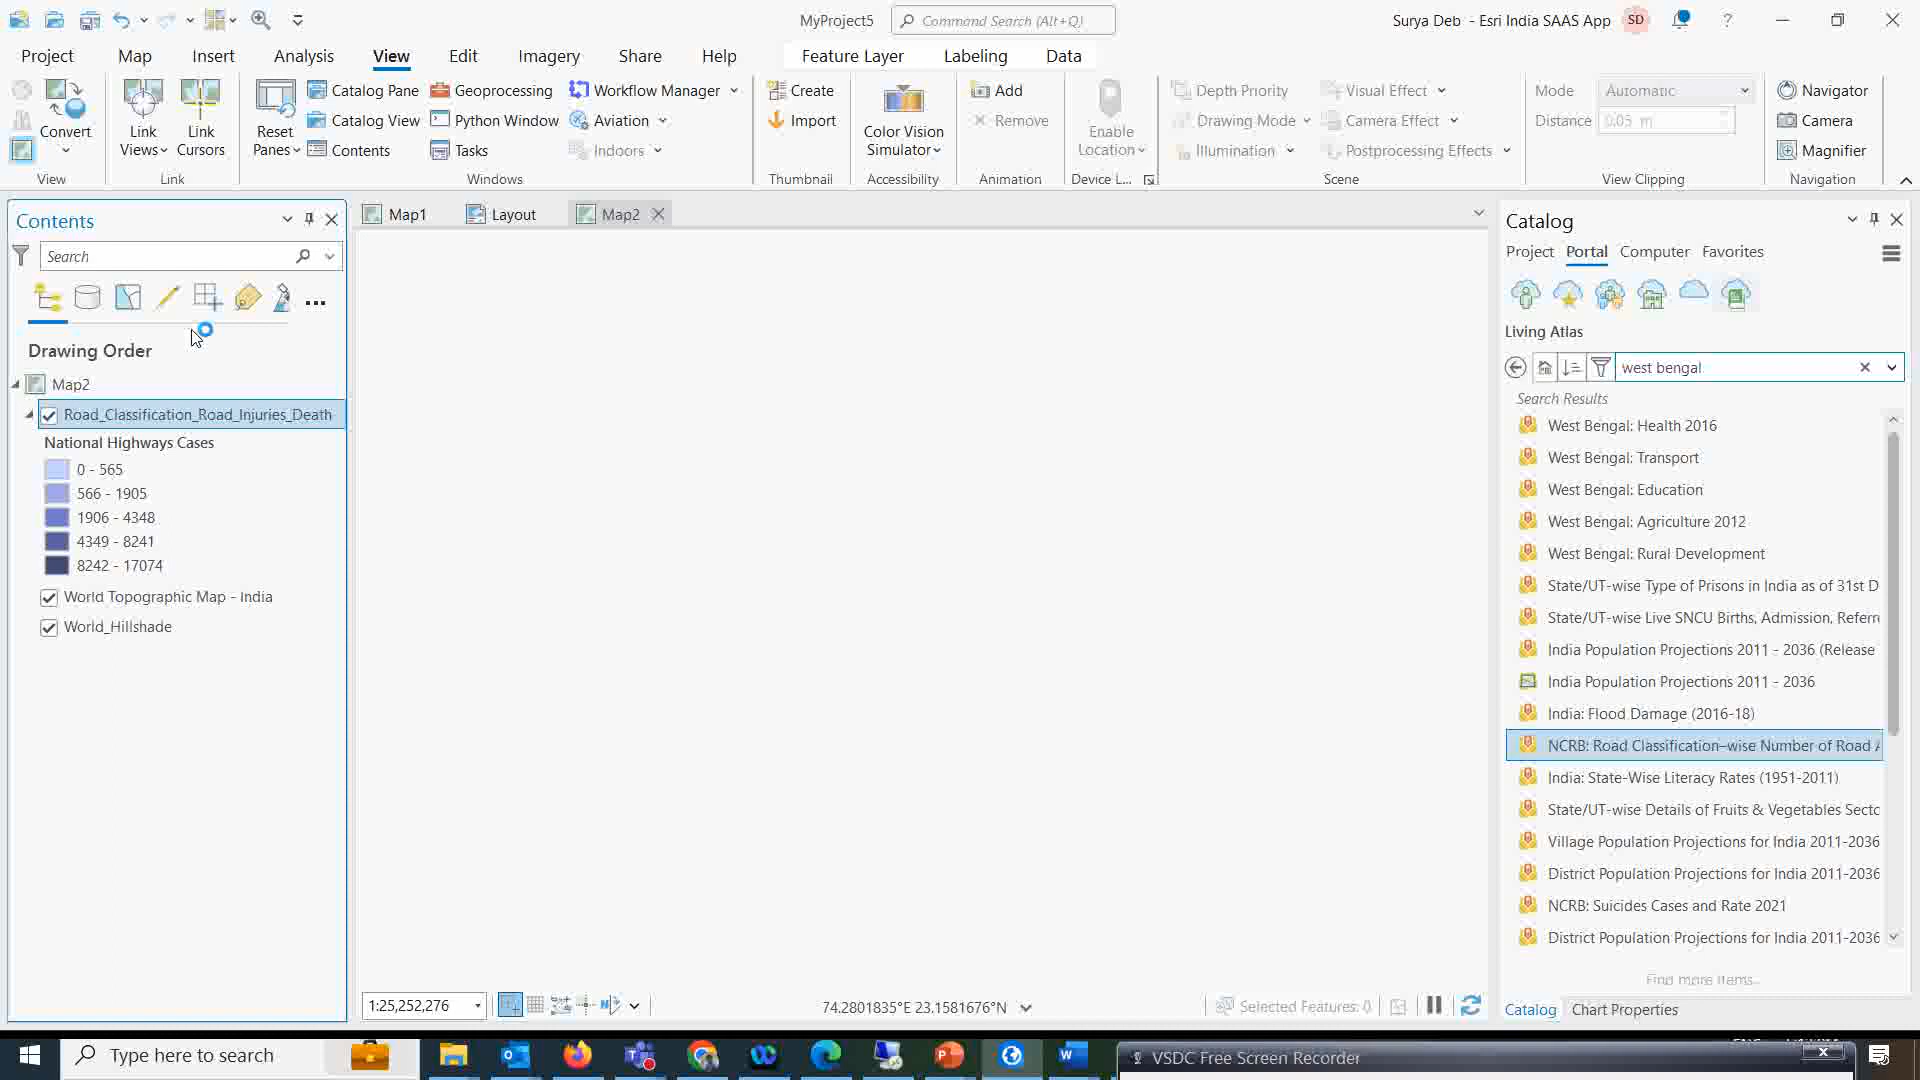 MyProject5
Command Search (Alt+Q)
Surya Deb - Esri India SAAS App
SD
?
Project
Map
Insert
Analysis
View
Edit
Imagery
Share
Help
Feature Layer
Labeling
Data
Convert
View
Link Views
Link Cursors
Link
Reset Panes
Catalog Pane
Catalog View
Contents
Geoprocessing
Python Window
Tasks
Workflow Manager
Aviation
Indoors
Windows
Create
Import
Thumbnail
Color Vision Simulator
Accessibility
Add
Remove
Animation
Enable Location
Device L...
Depth Priority
Drawing Mode
Illumination
Visual Effect
Camera Effect
Postprocessing Effects
Scene
Mode
Automatic
Distance
0.05 m
View Clipping
Navigator
Camera
Magnifier
Navigation
Contents
Search
Drawing Order
Map2
Road_Classification_Road_Injuries_Death
National Highways Cases
0 - 565
566 - 1905
1906 - 4348
4349 - 8241
8242 - 17074
World Topographic Map - India
World_Hillshade
Map1
Layout
Map2
1:25,252,276
74.2801835°E 23.1581676°N
Selected Features: 0
Catalog
Project
Portal
Computer
Favorites
Living Atlas
west bengal
Search Results
West Bengal: Health 2016
West Bengal: Transport
West Bengal: Education
West Bengal: Agriculture 2012
West Bengal: Rural Development
State/UT-wise Type of Prisons in India as of 31st D
State/UT-wise Live SNCU Births, Admission, Referr
India Population Projections 2011 - 2036 (Release
India Population Projections 2011 - 2036
India: Flood Damage (2016-18)
NCRB: Road Classification–wise Number of Road
India: State-Wise Literacy Rates (1951-2011)
State/UT-wise Details of Fruits & Vegetables Secto
Village Population Projections for India 2011-2036
District Population Projections for India 2011-2036
NCRB: Suicides Cases and Rate 2021
District Population Projections for India 2011-2036
Find more items...
Catalog
Chart Properties
Type here to search
VSDC Free Screen Recorder